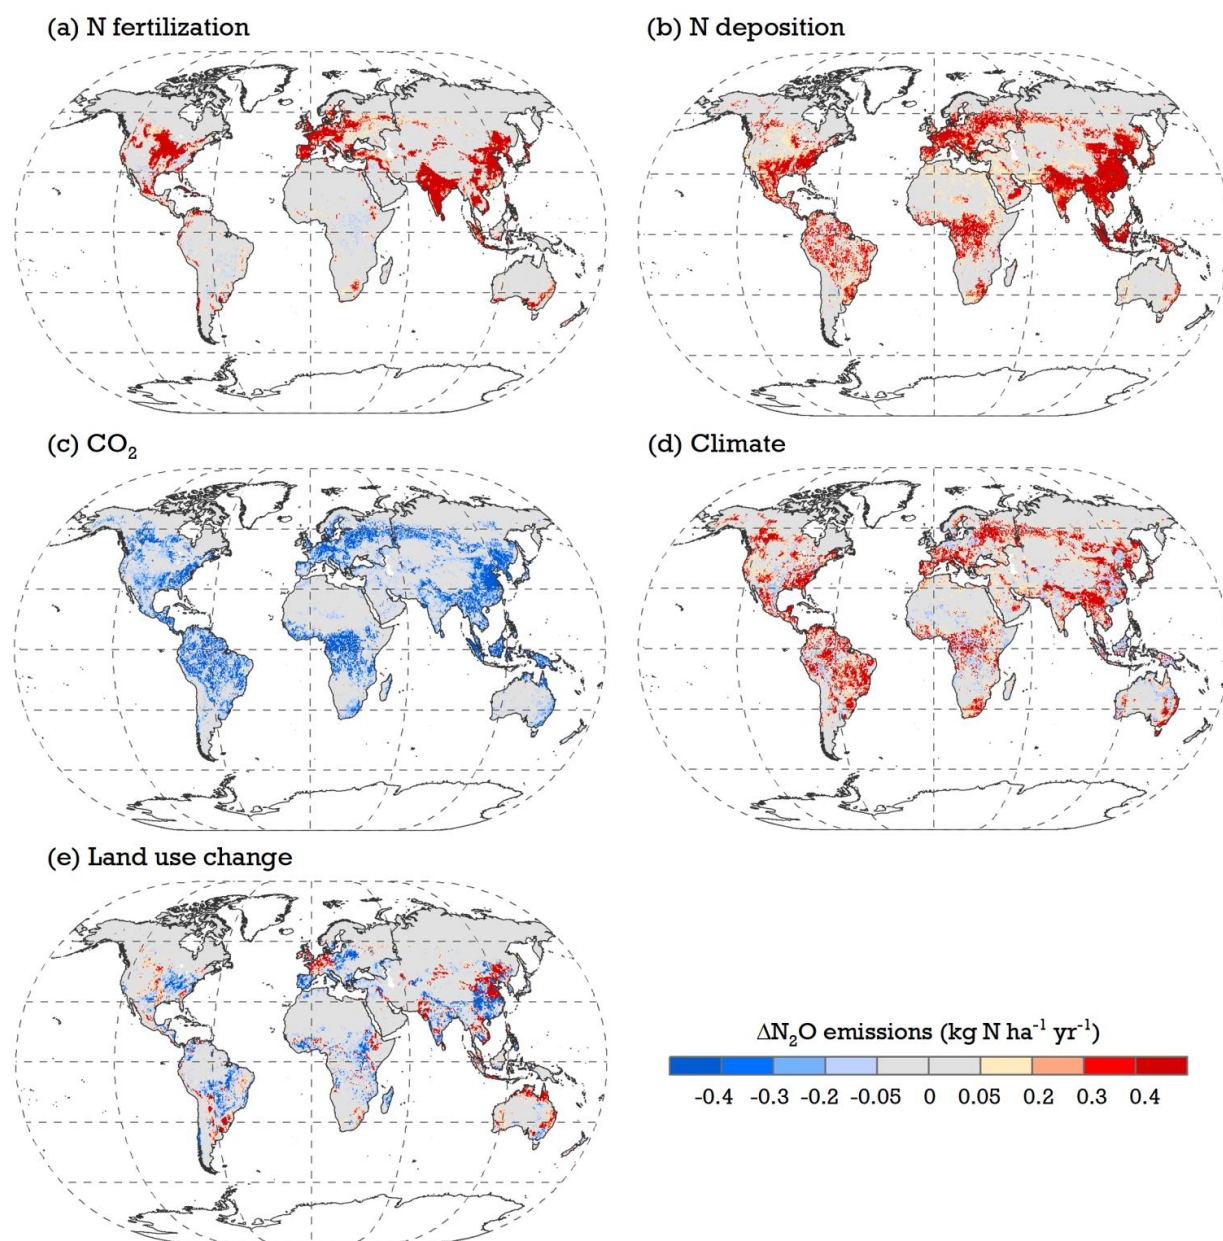 (a) N fertilization
(b) N deposition
(c) CO₂
(d) Climate
(e) Land use change
ΔN₂O emissions (kg N ha⁻¹ yr⁻¹)
-0.4 -0.3 -0.2 -0.05 0 0.05 0.2 0.3 0.4